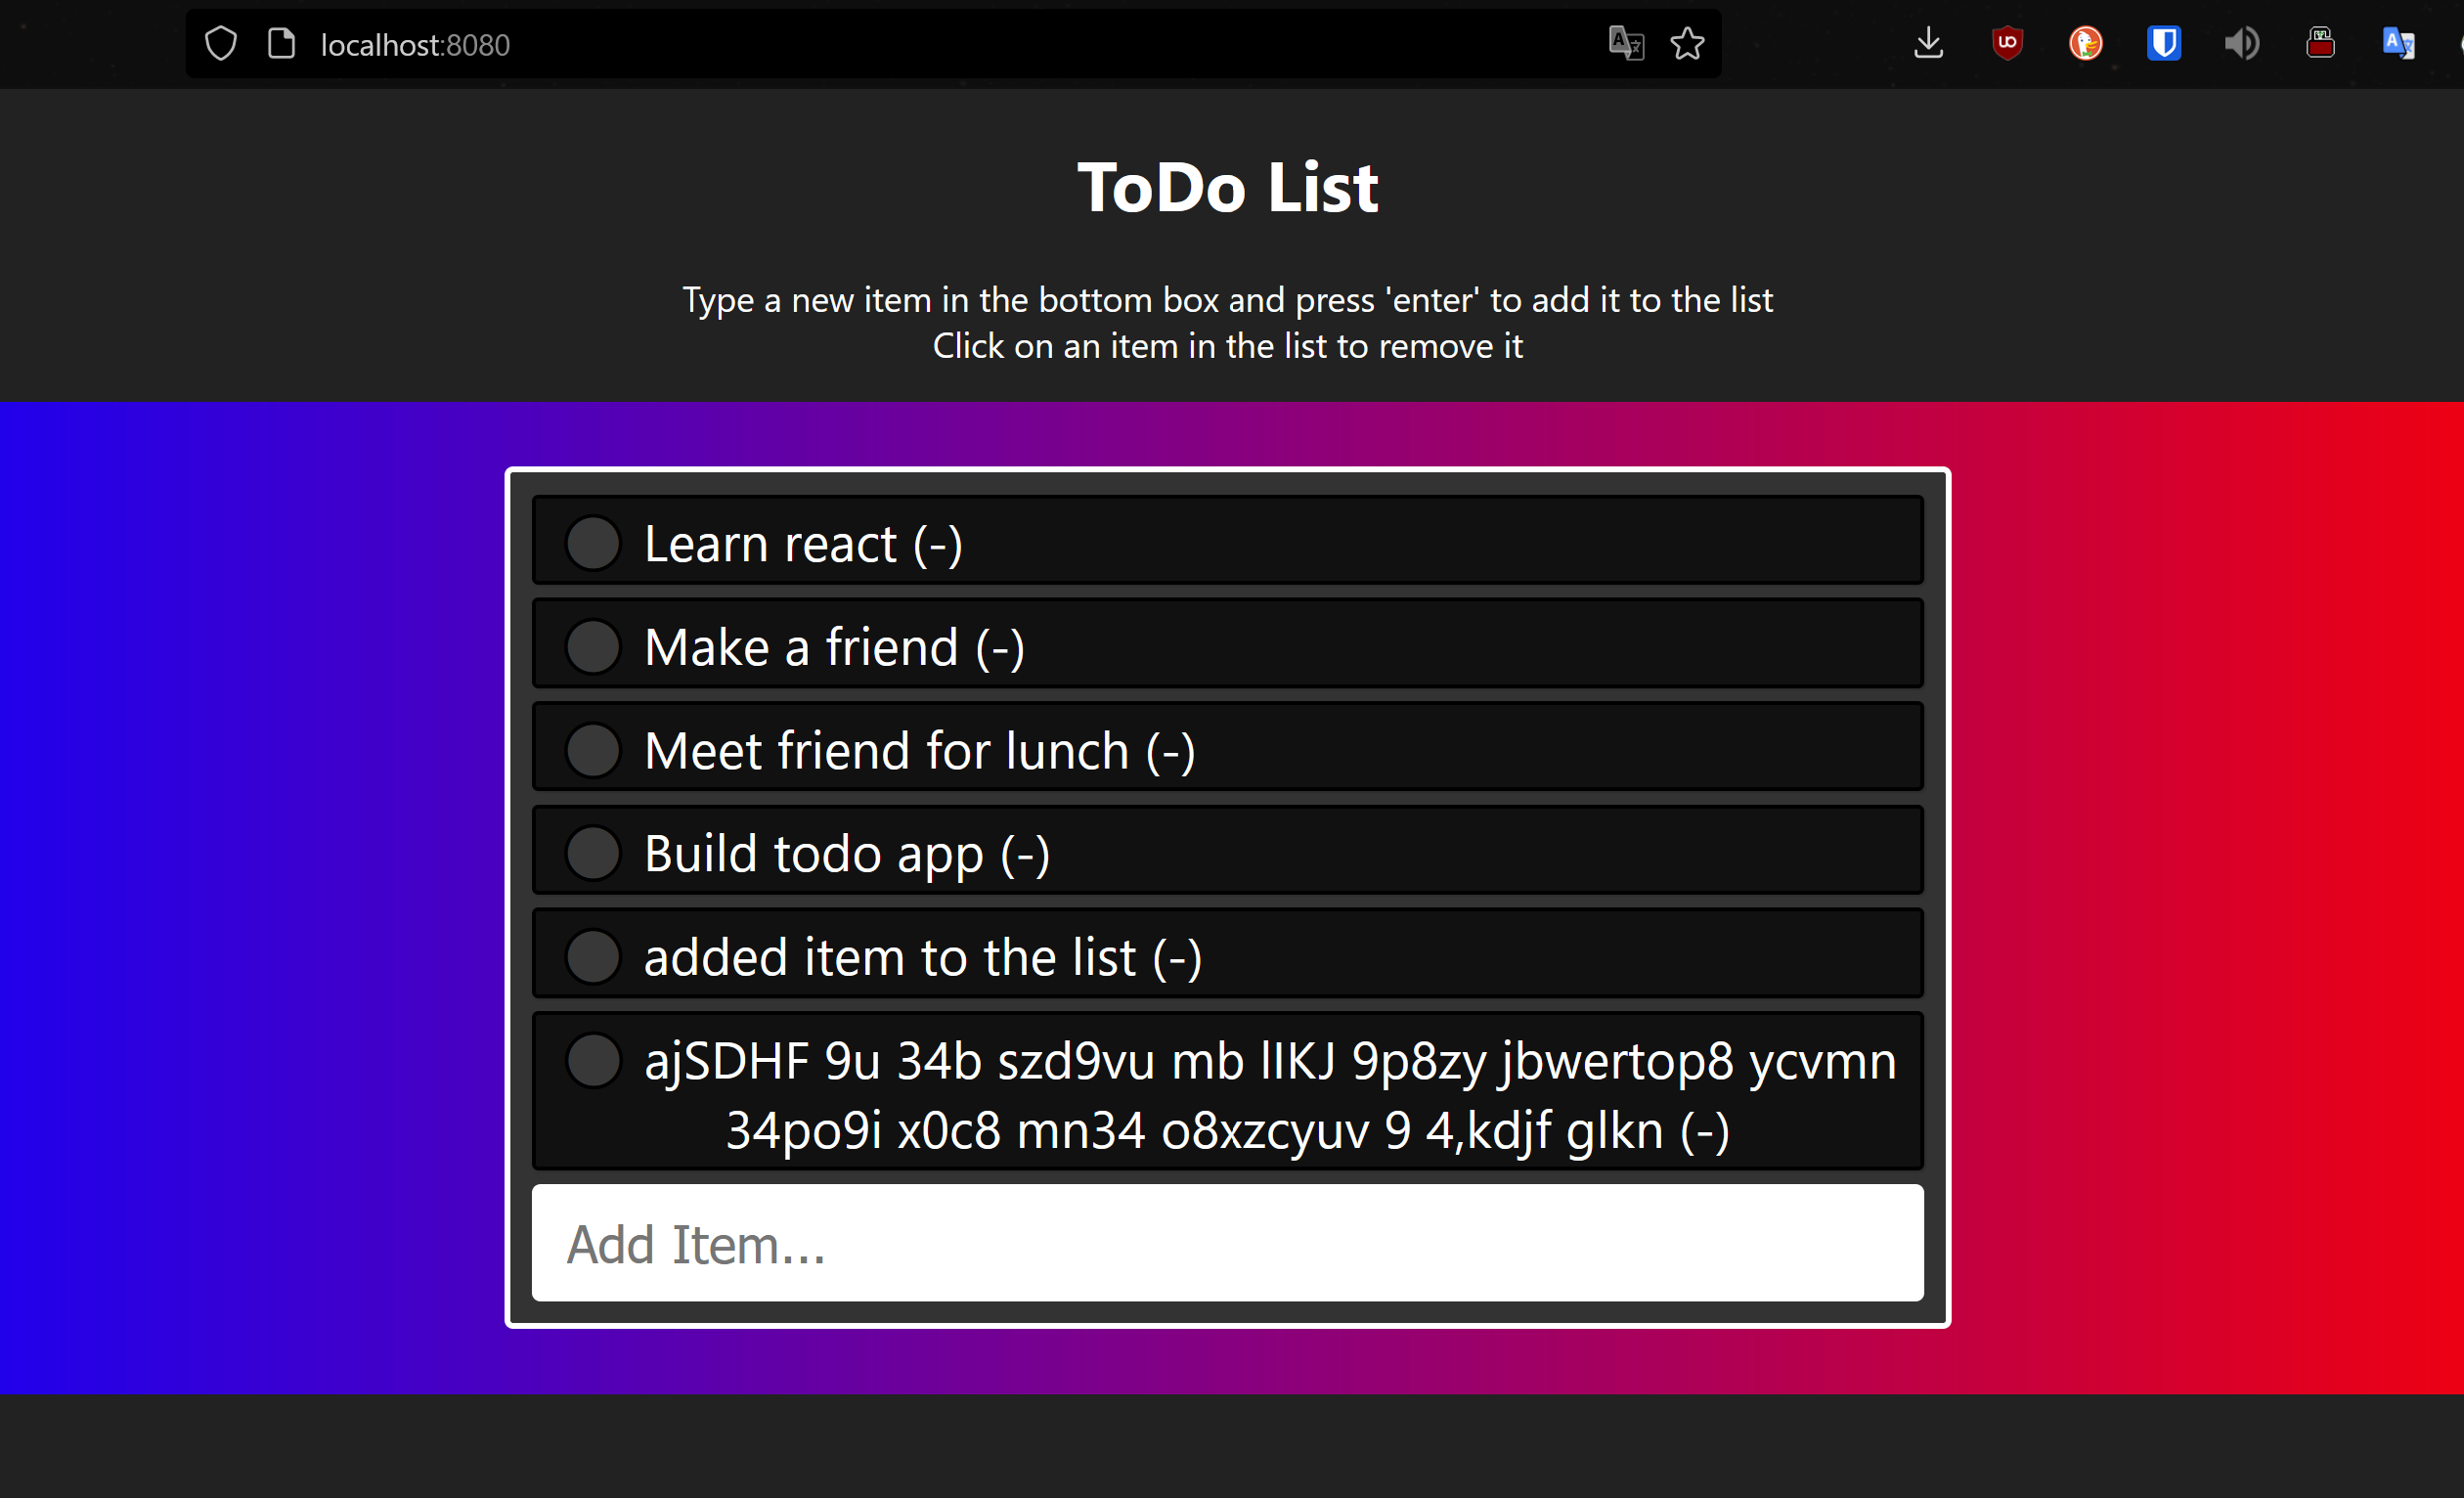 localhost:8080
ToDo List
Type a new item in the bottom box and press 'enter' to add it to the list
Click on an item in the list to remove it
Learn react (-)
Make a friend (-)
Meet friend for lunch (-)
Build todo app (-)
added item to the list (-)
ajSDHF 9u 34b szd9vu mb lIKJ 9p8zy jbwertop8 ycvmn
34po9i x0c8 mn34 o8xzcyuv 9 4,kdjf glkn (-)
Add Item...